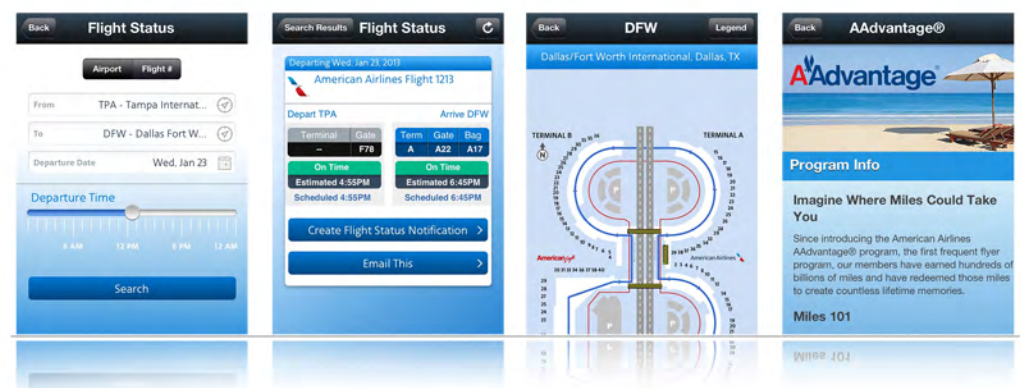 Back
Flight Status
Airport
Flight #
From
TPA - Tampa Internat...
To
DFW - Dallas Fort W...
Departure Date
Wed, Jan 23
Departure Time
6 AM 12 PM 6 PM 12 AM
Search
Search Results
Flight Status
Departing Wed, Jan 23, 2013
American Airlines Flight 1213
Depart TPA
Arrive DFW
Terminal Gate
-- F78
On Time
Estimated 4:55PM
Scheduled 4:55PM
Term Gate Bag
A A22 A17
On Time
Estimated 6:45PM
Scheduled 6:45PM
Create Flight Status Notification
Email This
Back
DFW
Legend
Dallas/Fort Worth International, Dallas, TX
TERMINAL B
TERMINAL A
N
P
P
AmericanAirlines
P
P
Back
AAdvantage®
AAdvantage
Program Info
Imagine Where Miles Could Take
You
Since introducing the American Airlines
AAdvantage® program, the first frequent flyer
program, our members have earned hundreds of
billions of miles and have redeemed those miles
to create countless lifetime memories.
Miles 101